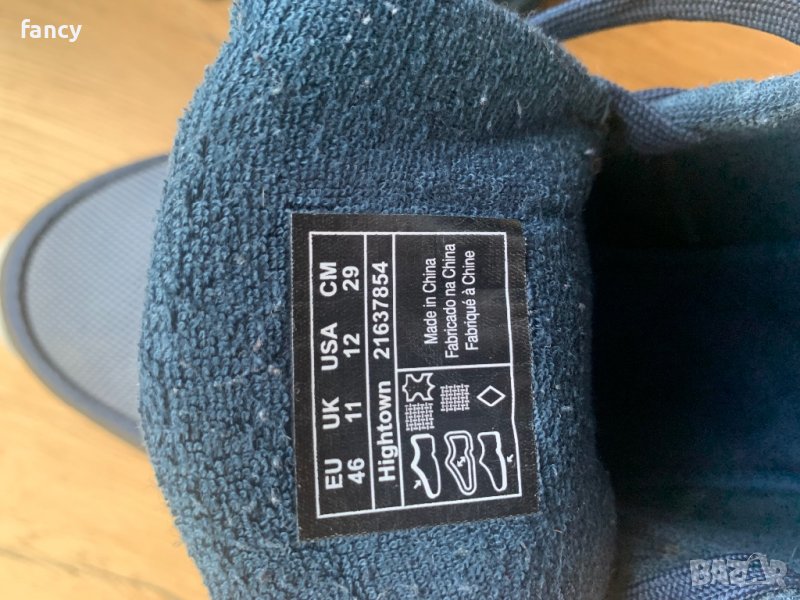 fancy
EU UK USA CM
46 11 12 29
Hightown 21637854
Made in China
Fabricado na China
Fabriqué à Chine
BAZAR